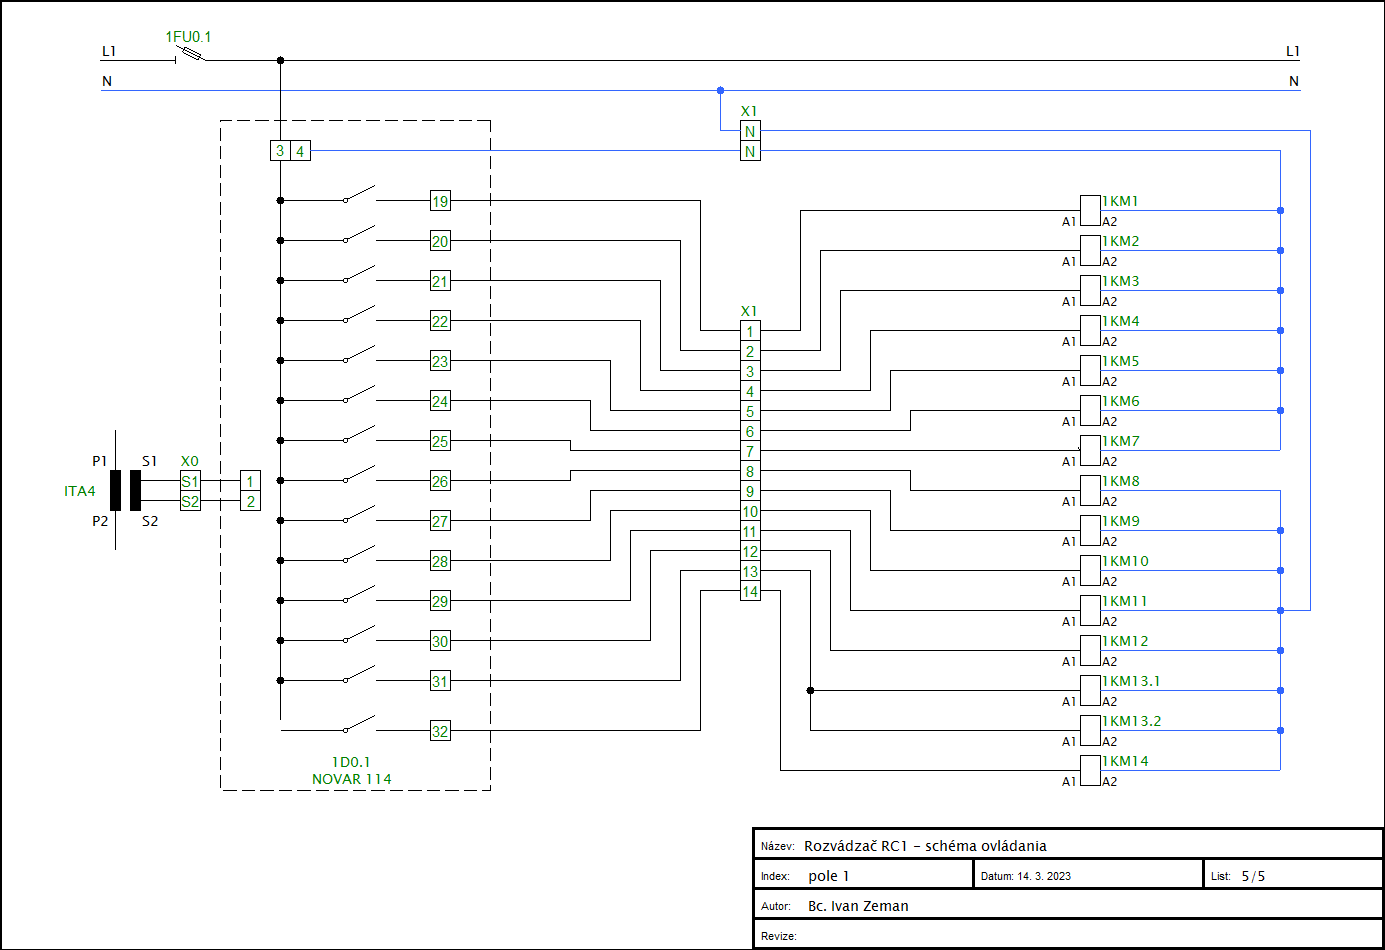 1FU0.1
L1 L1
N N
X1
N
3 4 N
19 1KM1
A1 A2
20 1KM2
A1 A2
21 1KM3
A1 A2
X1
22 1 1KM4
A1 A2
2
23 3 1KM5
A1 A2
4
24 5 1KM6
A1 A2
6
25 7 1KM7
P1 S1 X0 A1 A2
26 8 1KM8
S1 1
ITA4 9
S2 2 A1 A2
27 10 1KM9
P2 S2 A1 A2
11
28 12 1KM10
A1 A2
13
29 14 1KM11
A1 A2
30 1KM12
A1 A2
31 1KM13.1
A1 A2
32 1KM13.2
A1 A2
1D0.1 1KM14
NOVAR 114 A1 A2
Název: Rozvádzač RC1 - schéma ovládania
Index: pole 1 Datum: 14. 3. 2023 List: 5/5
Autor: Bc. Ivan Zeman
Revize: